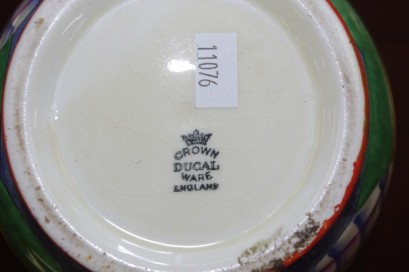 11076
CROWN
DUCAL
WARE
ENGLAND